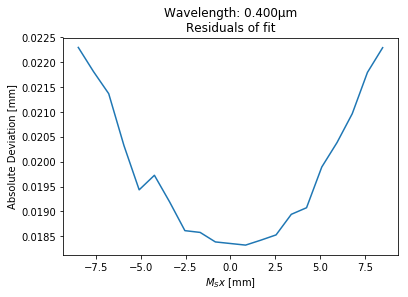 Wavelength: 0.400μm
Residuals of fit
Absolute Deviation [mm]
0.0225
0.0220
0.0215
0.0210
0.0205
0.0200
0.0195
0.0190
0.0185
−7.5 −5.0 −2.5 0.0 2.5 5.0 7.5
M_Sx [mm]